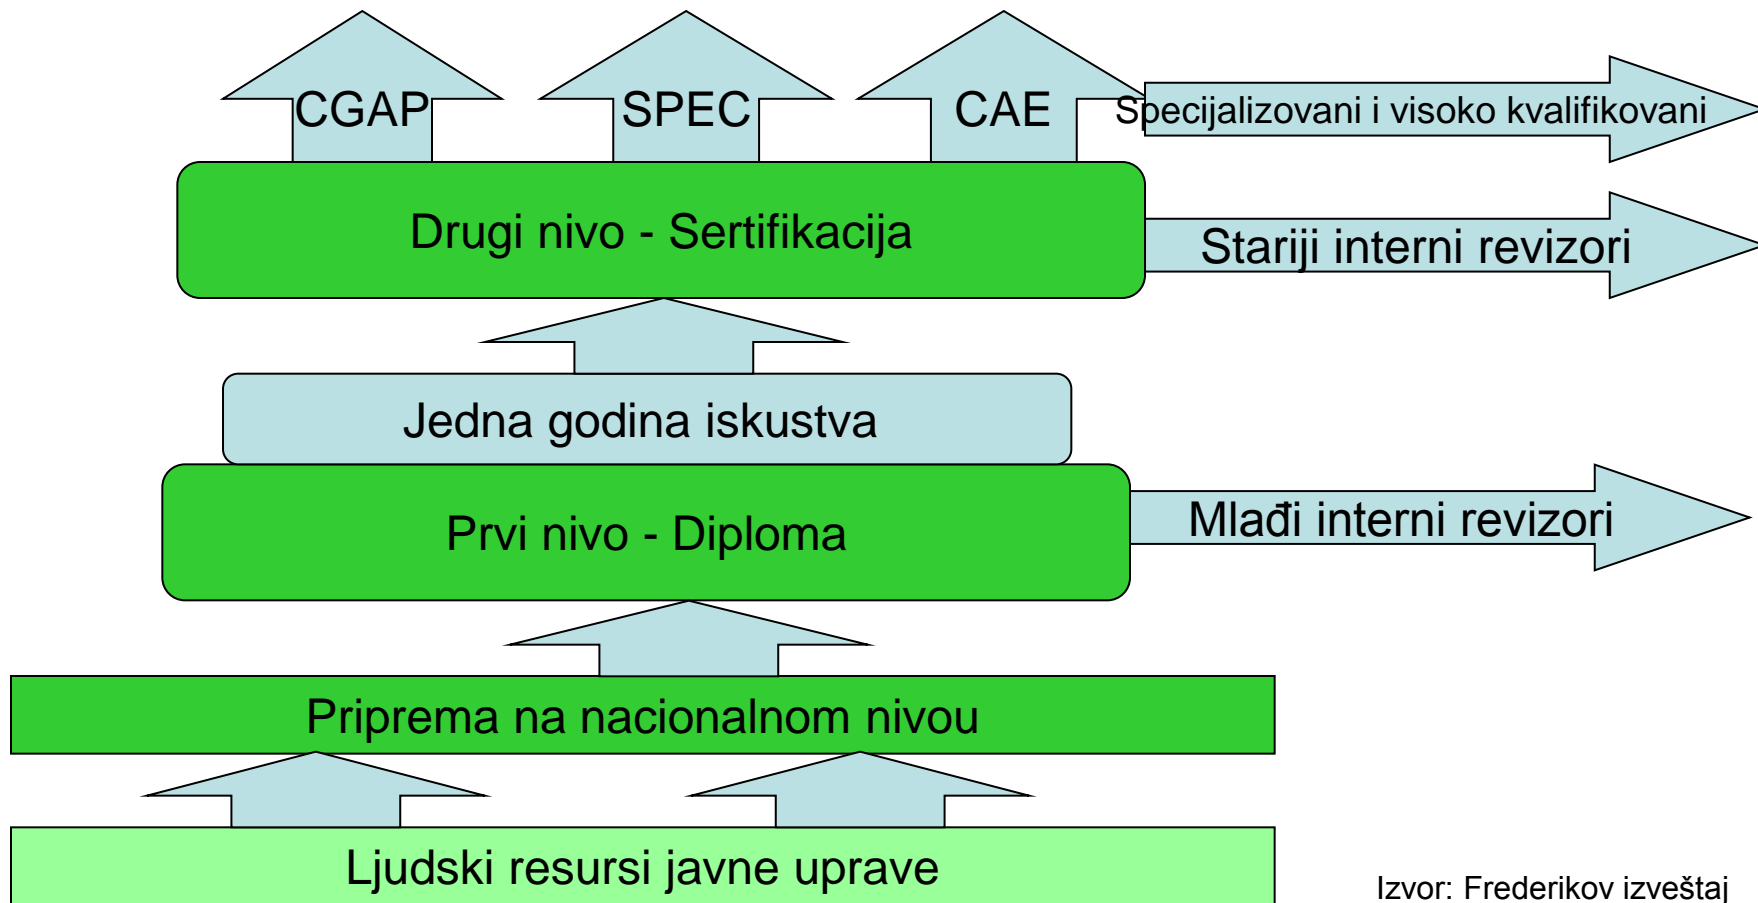 CGAP
SPEC
CAE
Specijalizovani i visoko kvalifikovani
Drugi nivo - Sertifikacija
Stariji interni revizori
Jedna godina iskustva
Prvi nivo - Diploma
Mlađi interni revizori
Priprema na nacionalnom nivou
Ljudski resursi javne uprave
Izvor: Frederikov izveštaj